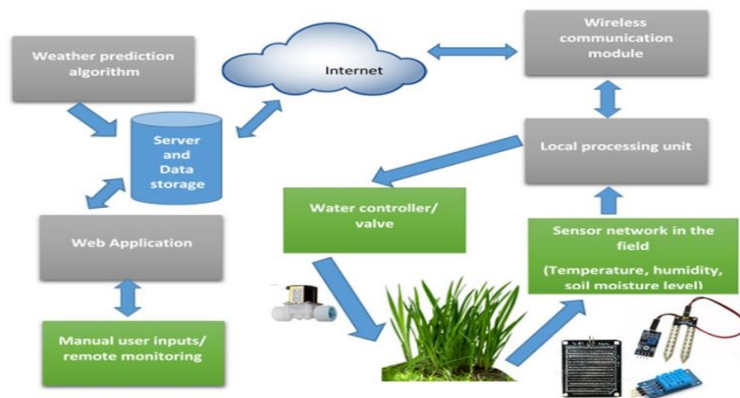 Weather prediction
algorithm
Internet
Wireless
communication
module
Server
and
Data
storage
Local processing unit
Water controller/
valve
Web Application
Sensor network in the
field
(Temperature, humidity,
soil moisture level)
Manual user inputs/
remote monitoring